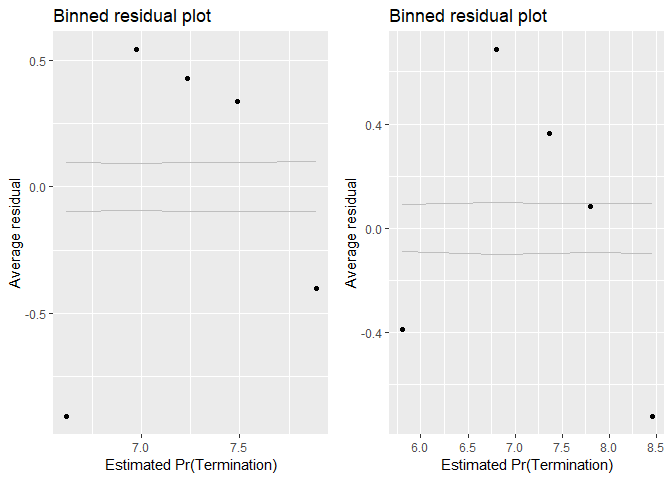 Binned residual plot
Average residual
0.5
0.0
-0.5
7.0 7.5
Estimated Pr(Termination)
Binned residual plot
Average residual
0.4
0.0
-0.4
6.0 6.5 7.0 7.5 8.0 8.5
Estimated Pr(Termination)